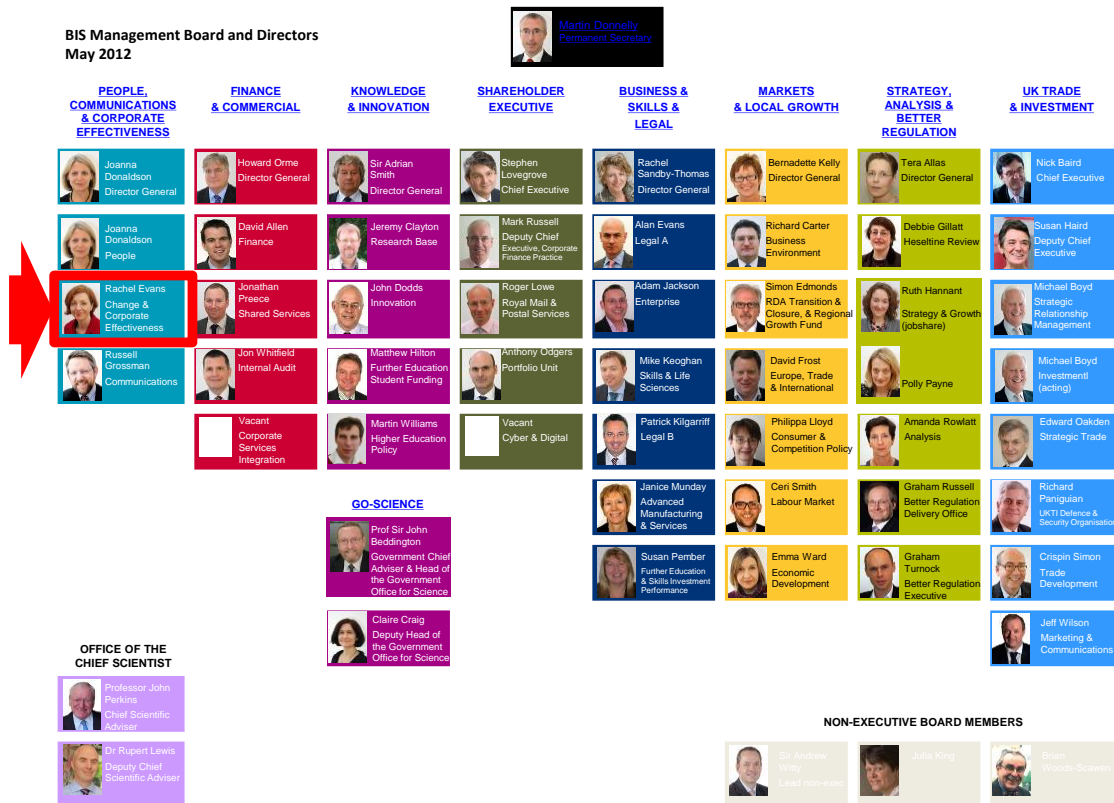 BIS Management Board and Directors
May 2012
Martin Donnelly
Permanent Secretary
PEOPLE,
COMMUNICATIONS
& CORPORATE
EFFECTIVENESS
Joanna
Donaldson
Director General
Joanna
Donaldson
People
Rachel Evans
Change &
Corporate
Effectiveness
Russell
Grossman
Communications
FINANCE
& COMMERCIAL
Howard Orme
Director General
David Allen
Finance
Jonathan
Preece
Shared Services
Jon Whitfield
Internal Audit
Vacant
Corporate
Services
Integration
KNOWLEDGE
& INNOVATION
Sir Adrian
Smith
Director General
Jeremy Clayton
Research Base
John Dodds
Innovation
Matthew Hilton
Further Education
Student Funding
Martin Williams
Higher Education
Policy
GO-SCIENCE
Prof Sir John
Beddington
Government Chief
Adviser & Head of
the Government
Office for Science
Claire Craig
Deputy Head of
the Government
Office for Science
SHAREHOLDER
EXECUTIVE
Stephen
Lovegrove
Chief Executive
Mark Russell
Deputy Chief
Executive, Corporate
Finance Practice
Roger Lowe
Royal Mail &
Postal Services
Anthony Odgers
Portfolio Unit
Vacant
Cyber & Digital
BUSINESS &
SKILLS &
LEGAL
Rachel
Sandby-Thomas
Director General
Alan Evans
Legal A
Adam Jackson
Enterprise
Mike Keoghan
Skills & Life
Sciences
Patrick Kilgarriff
Legal B
Janice Munday
Advanced
Manufacturing
& Services
Susan Pember
Further Education
& Skills Investment
Performance
MARKETS
& LOCAL GROWTH
Bernadette Kelly
Director General
Richard Carter
Business
Environment
Simon Edmonds
RDA Transition &
Closure, & Regional
Growth Fund
David Frost
Europe, Trade
& International
Philippa Lloyd
Consumer &
Competition Policy
Ceri Smith
Labour Market
Emma Ward
Economic
Development
STRATEGY,
ANALYSIS &
BETTER
REGULATION
Tera Allas
Director General
Debbie Gillatt
Heseltine Review
Ruth Hannant
Strategy & Growth
(jobshare)
Polly Payne
Amanda Rowlatt
Analysis
Graham Russell
Better Regulation
Delivery Office
Graham
Turnock
Better Regulation
Executive
UK TRADE
& INVESTMENT
Nick Baird
Chief Executive
Susan Haird
Deputy Chief
Executive
Michael Boyd
Strategic
Relationship
Management
Michael Boyd
Investmentl
(acting)
Edward Oakden
Strategic Trade
Richard
Paniguian
UKTI Defence &
Security Organisation
Crispin Simon
Trade
Development
Jeff Wilson
Marketing &
Communications
OFFICE OF THE
CHIEF SCIENTIST
Professor John
Perkins
Chief Scientific
Adviser
Dr Rupert Lewis
Deputy Chief
Scientific Adviser
NON-EXECUTIVE BOARD MEMBERS
Sir Andrew
Witty
Lead non-exec
Julia King
Brian
Woods-Scawen